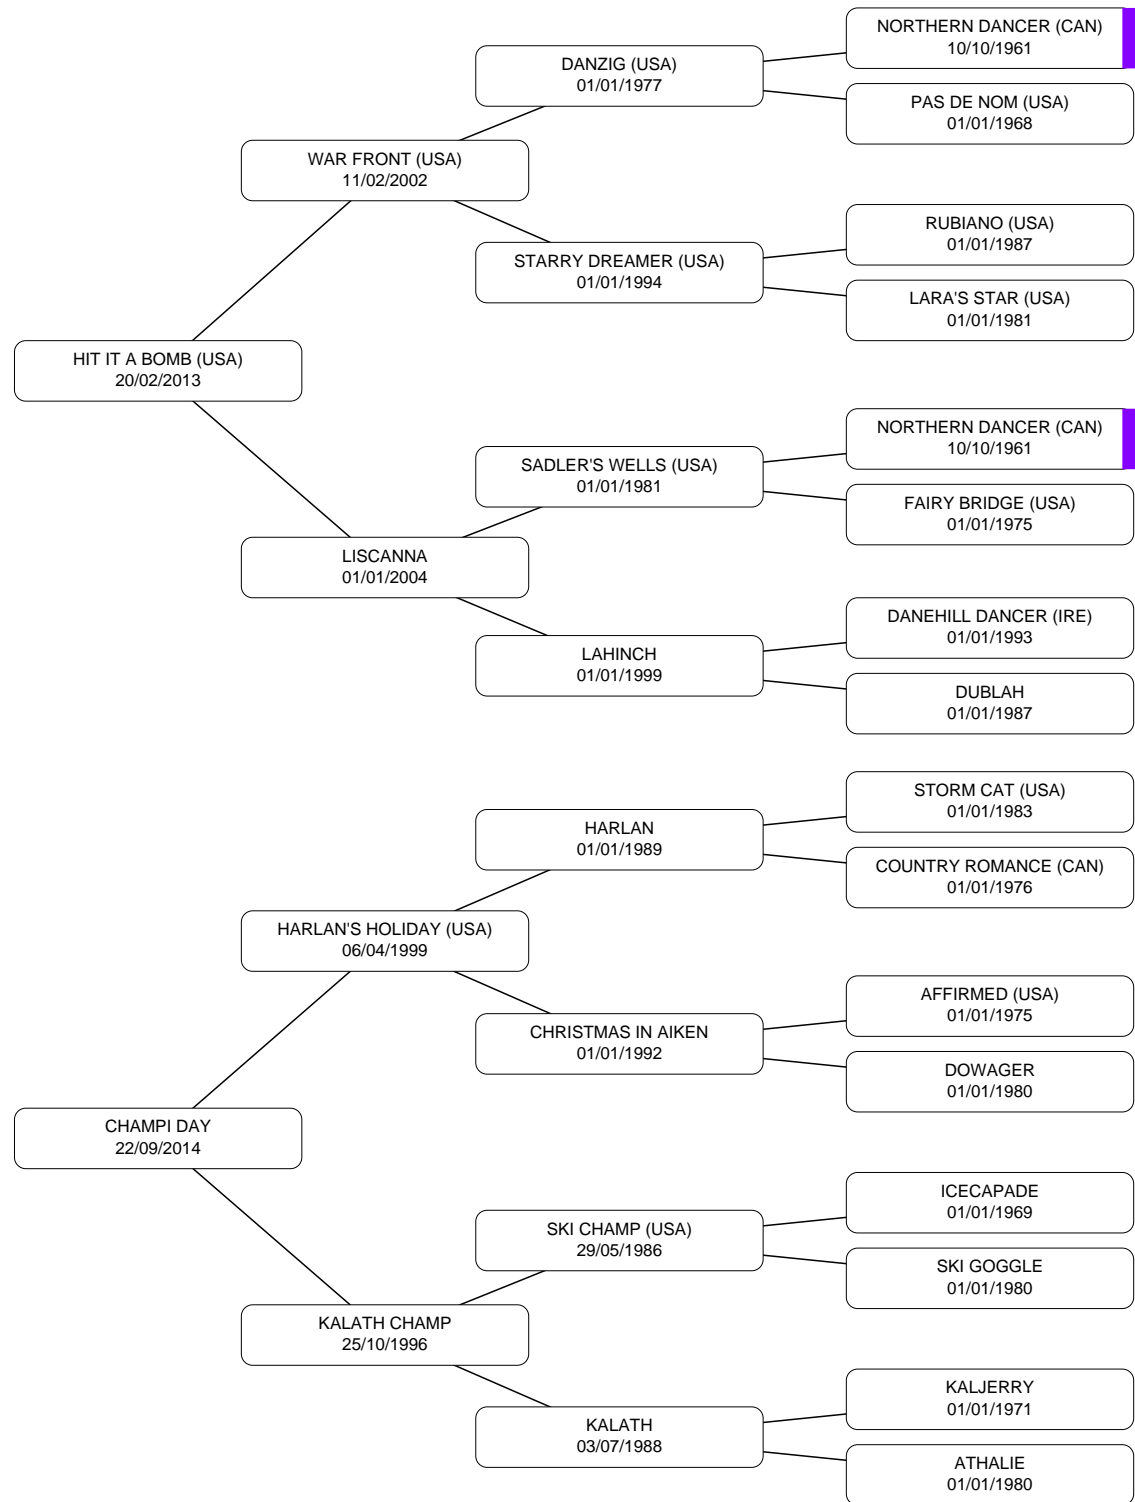 NORTHERN DANCER (CAN)
10/10/1961
DANZIG (USA)
01/01/1977
PAS DE NOM (USA)
01/01/1968
WAR FRONT (USA)
11/02/2002
RUBIANO (USA)
01/01/1987
STARRY DREAMER (USA)
01/01/1994
LARA'S STAR (USA)
01/01/1981
HIT IT A BOMB (USA)
20/02/2013
NORTHERN DANCER (CAN)
10/10/1961
SADLER'S WELLS (USA)
01/01/1981
FAIRY BRIDGE (USA)
01/01/1975
LISCANNA
01/01/2004
DANEHILL DANCER (IRE)
01/01/1993
LAHINCH
01/01/1999
DUBLAH
01/01/1987
STORM CAT (USA)
01/01/1983
HARLAN
01/01/1989
COUNTRY ROMANCE (CAN)
01/01/1976
HARLAN'S HOLIDAY (USA)
06/04/1999
AFFIRMED (USA)
01/01/1975
CHRISTMAS IN AIKEN
01/01/1992
DOWAGER
01/01/1980
CHAMPI DAY
22/09/2014
ICECAPADE
01/01/1969
SKI CHAMP (USA)
29/05/1986
SKI GOGGLE
01/01/1980
KALATH CHAMP
25/10/1996
KALJERRY
01/01/1971
KALATH
03/07/1988
ATHALIE
01/01/1980